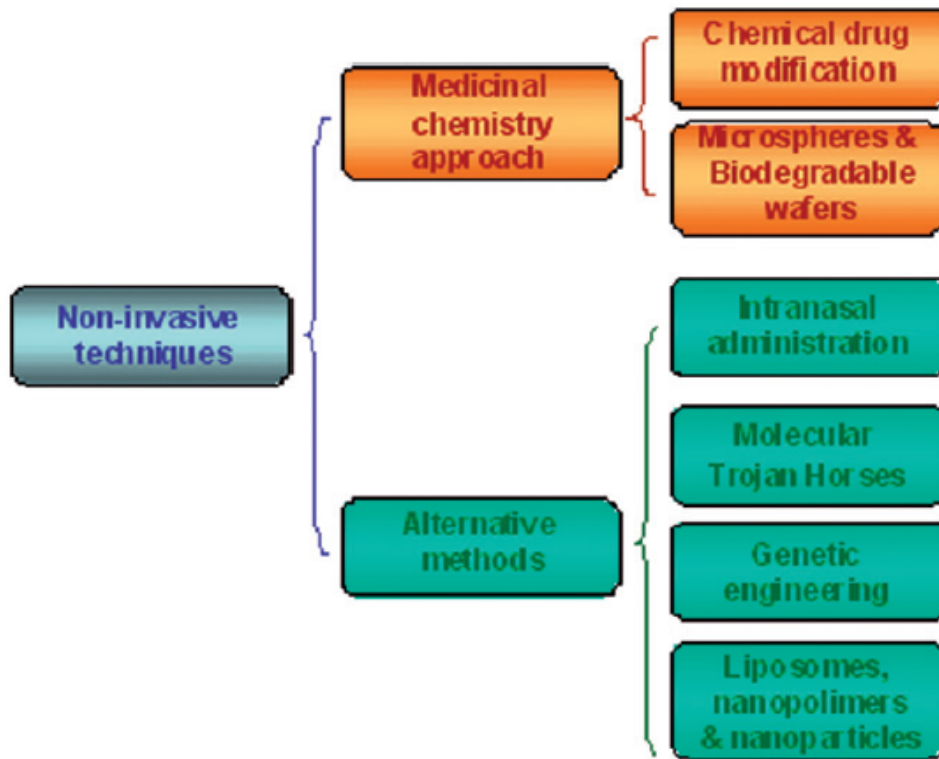 Non-invasive
techniques
Medicinal
chemistry
approach
Chemical drug
modification
Microspheres &
Biodegradable
wafers
Alternative
methods
Intranasal
administration
Molecular
Trojan Horses
Genetic
engineering
Liposomes,
nanopolimers
& nanoparticles